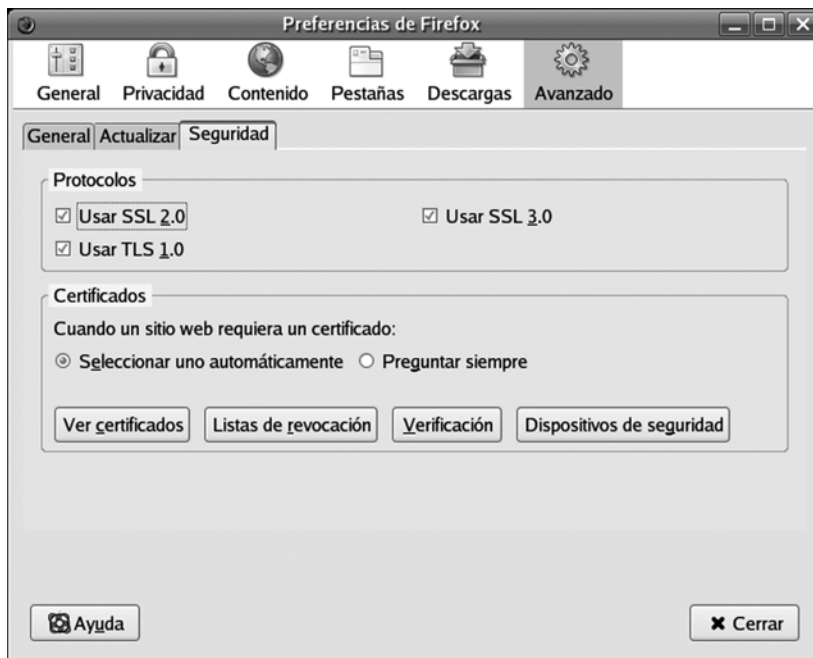 Preferencias de Firefox
General Privacidad Contenido Pestañas Descargas Avanzado
General Actualizar Seguridad
Protocolos
Usar SSL 2.0 Usar SSL 3.0
Usar TLS 1.0
Certificados
Cuando un sitio web requiera un certificado:
Seleccionar uno automáticamente Preguntar siempre
Ver certificados Listas de revocación Verificación Dispositivos de seguridad
Ayuda Cerrar